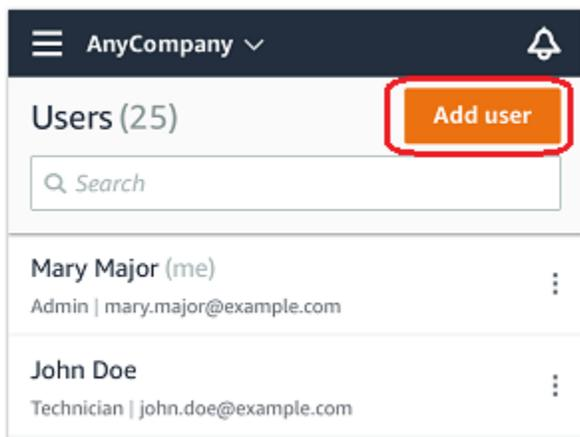 AnyCompany
Users (25)
Add user
Search
Mary Major (me)
Admin | mary.major@example.com
John Doe
Technician | john.doe@example.com